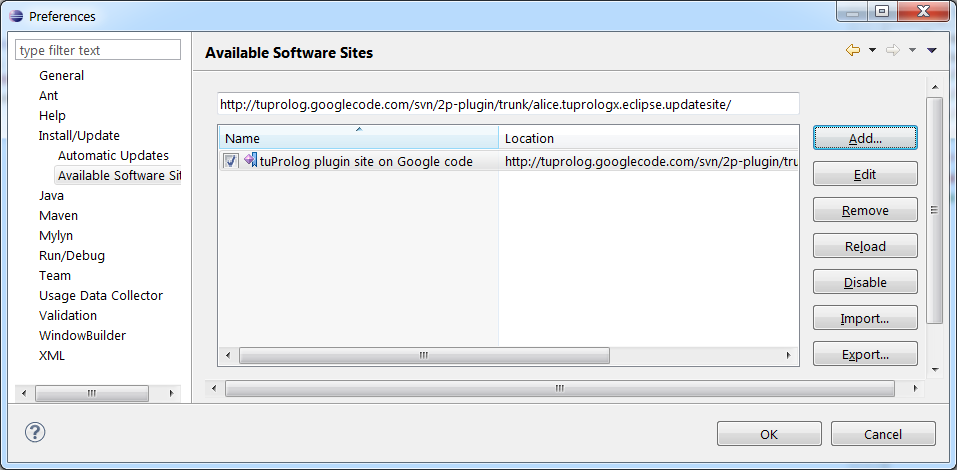 Preferences
type filter text
General
Ant
Help
Install/Update
Automatic Updates
Available Software Sit
Java
Maven
Mylyn
Run/Debug
Team
Usage Data Collector
Validation
WindowBuilder
XML
Available Software Sites
http://tuprolog.googlecode.com/svn/2p-plugin/trunk/alice.tuprologx.eclipse.updatesite/
Name Location
tuProlog plugin site on Google code http://tuprolog.googlecode.com/svn/2p-plugin/tru
Add...
Edit
Remove
Reload
Disable
Import...
Export...
OK Cancel